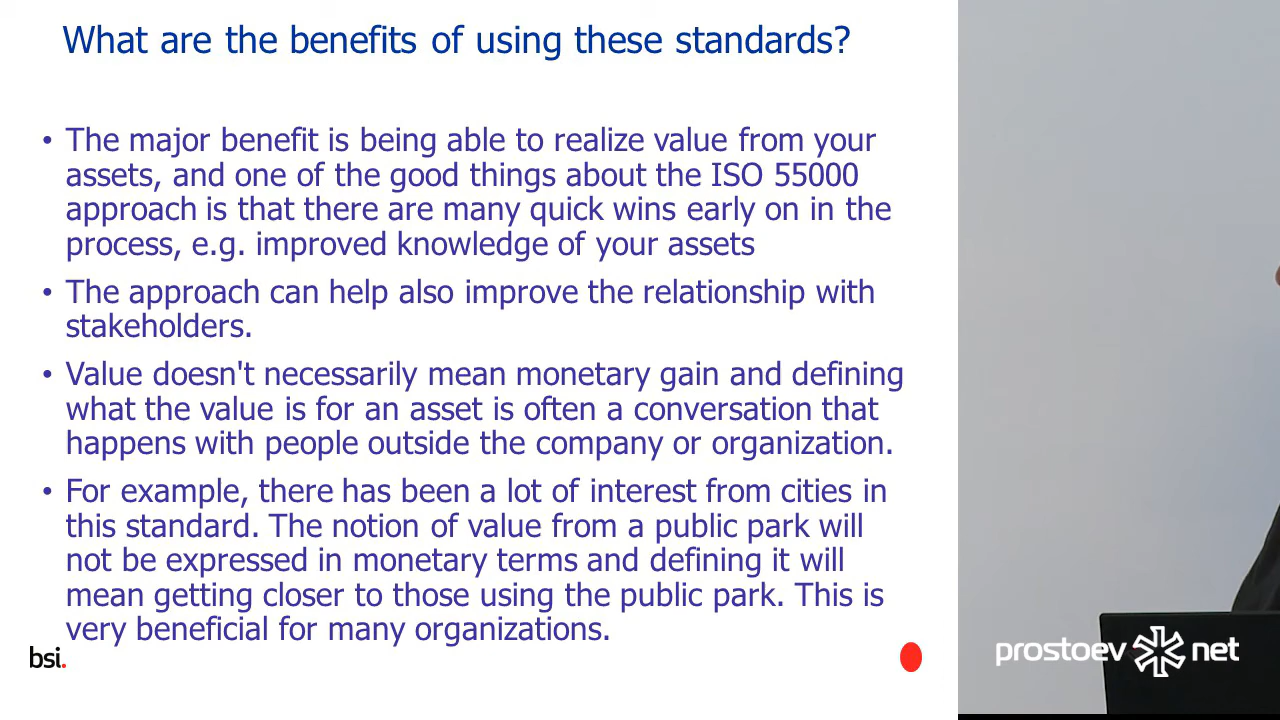 What are the benefits of using these standards?
• The major benefit is being able to realize value from your
assets, and one of the good things about the ISO 55000
approach is that there are many quick wins early on in the
process, e.g. improved knowledge of your assets
• The approach can help also improve the relationship with
stakeholders.
• Value doesn't necessarily mean monetary gain and defining
what the value is for an asset is often a conversation that
happens with people outside the company or organization.
• For example, there has been a lot of interest from cities in
this standard. The notion of value from a public park will
not be expressed in monetary terms and defining it will
mean getting closer to those using the public park. This is
very beneficial for many organizations.
bsi.
prostoev net